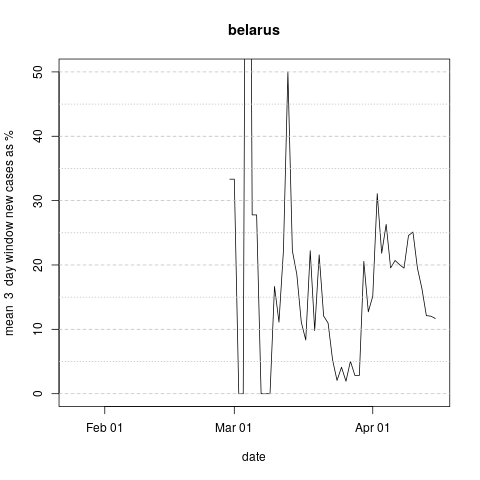 belarus
mean 3 day window new cases as %
50
40
30
20
10
0
Feb 01
Mar 01
Apr 01
date